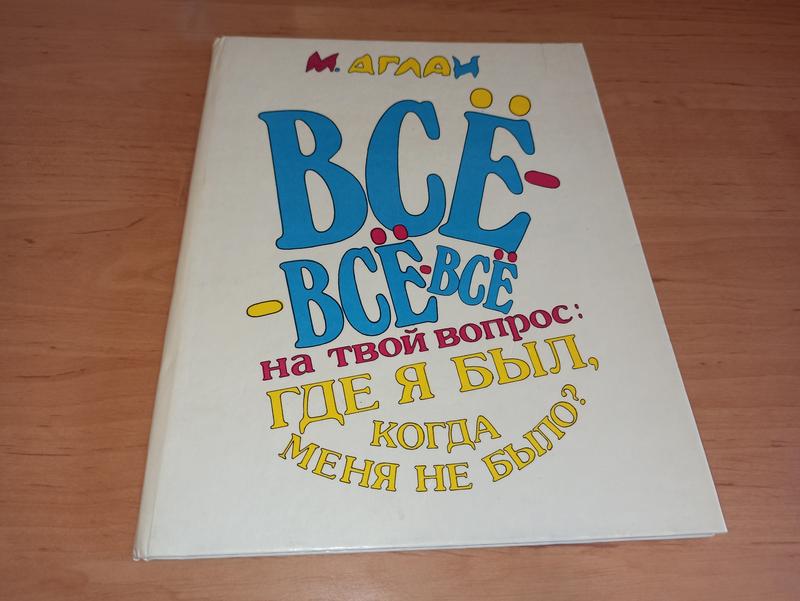 М. АГЛАН
ВСЁ-
-ВСЁ-ВСЁ
на твой вопрос:
ГДЕ Я БЫЛ,
КОГДА
МЕНЯ НЕ БЫЛО?